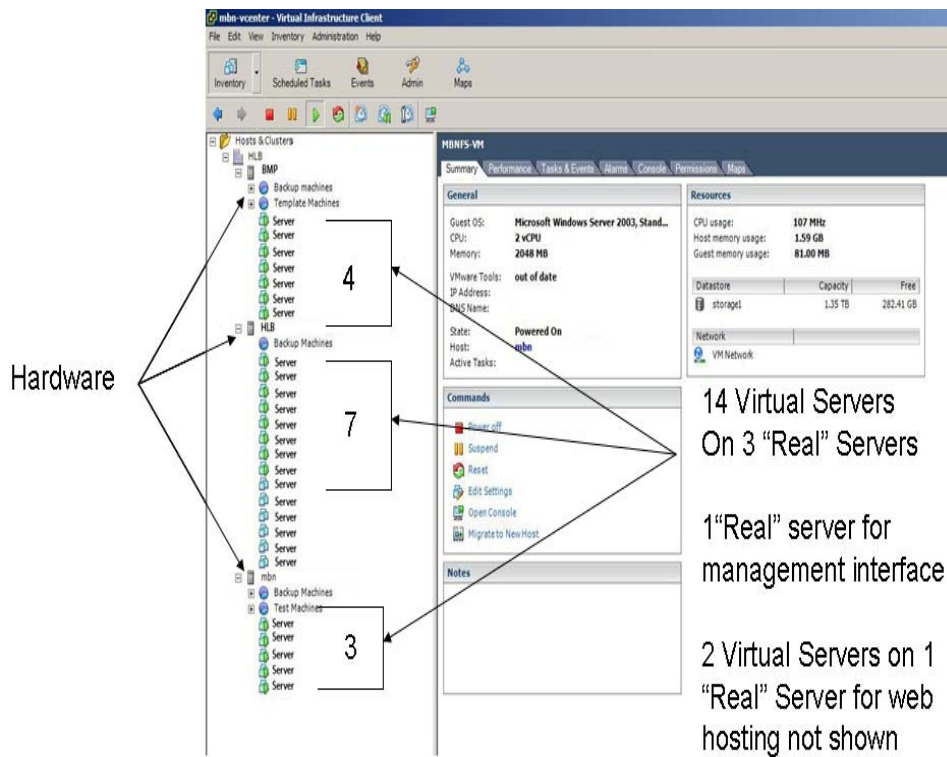 mbn-vcenter - Virtual Infrastructure Client
File Edit View Inventory Administration Help
Inventory Scheduled Tasks Events Admin Maps
Hosts & Clusters
HLB
BMP
Backup machines
Template Machines
Server
Server
Server
Server
Server
Server
Server
4
HLB
Backup Machines
Server
Server
Server
Server
Server
Server
Server
Server
Server
Server
Server
Server
Server
Server
7
mbn
Backup Machines
Test Machines
Server
Server
Server
Server
Server
3
Hardware
MBNFS-VM
Summary Performance Tasks & Events Alarms Console Permissions Maps
General
Guest OS: Microsoft Windows Server 2003, Stand...
CPU: 2 vCPU
Memory: 2048 MB
VMware Tools: out of date
IP Address:
DNS Name:
State: Powered On
Host: mbn
Active Tasks:
Commands
Power off
Suspend
Reset
Edit Settings
Open Console
Migrate to New Host
Notes
Resources
CPU usage: 107 MHz
Host memory usage: 1.59 GB
Guest memory usage: 81.00 MB
Datastore Capacity Free
storage1 1.35 TB 282.41 GB
Network
VM Network
14 Virtual Servers
On 3 “Real” Servers
1“Real” server for
management interface
2 Virtual Servers on 1
“Real” Server for web
hosting not shown